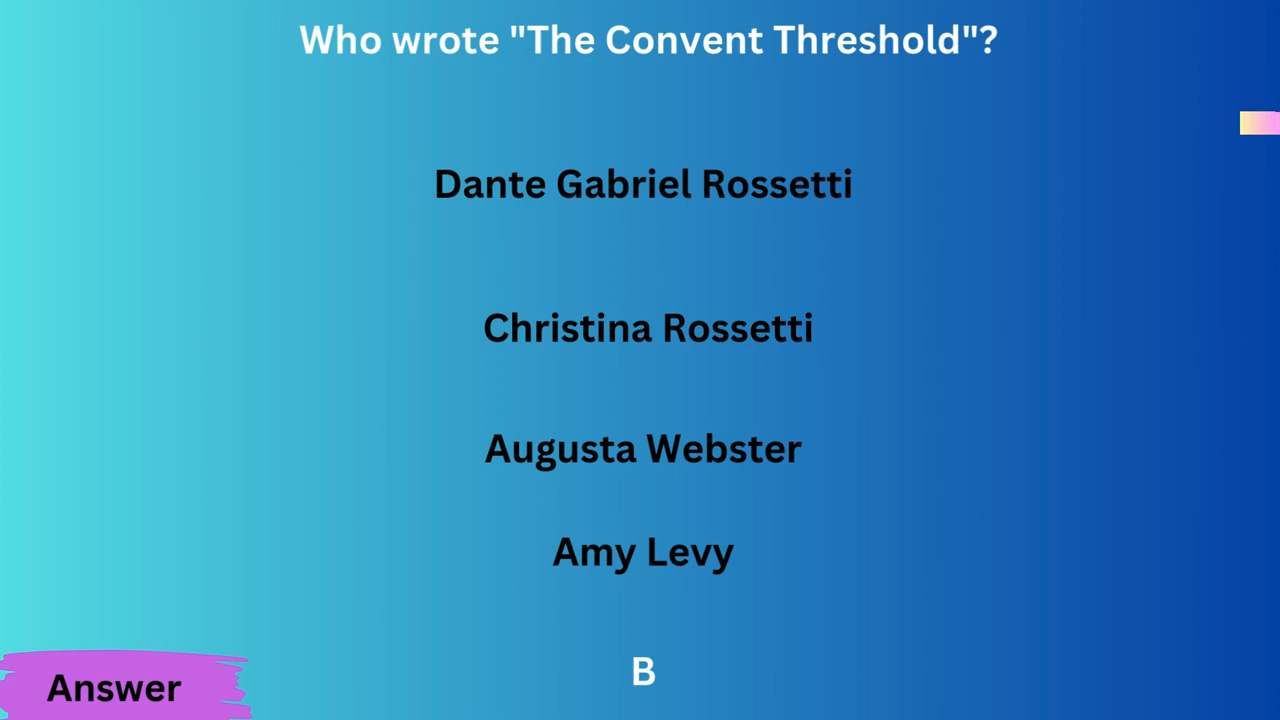 Who wrote "The Convent Threshold"?
Dante Gabriel Rossetti
Christina Rossetti
Augusta Webster
Amy Levy
B
Answer